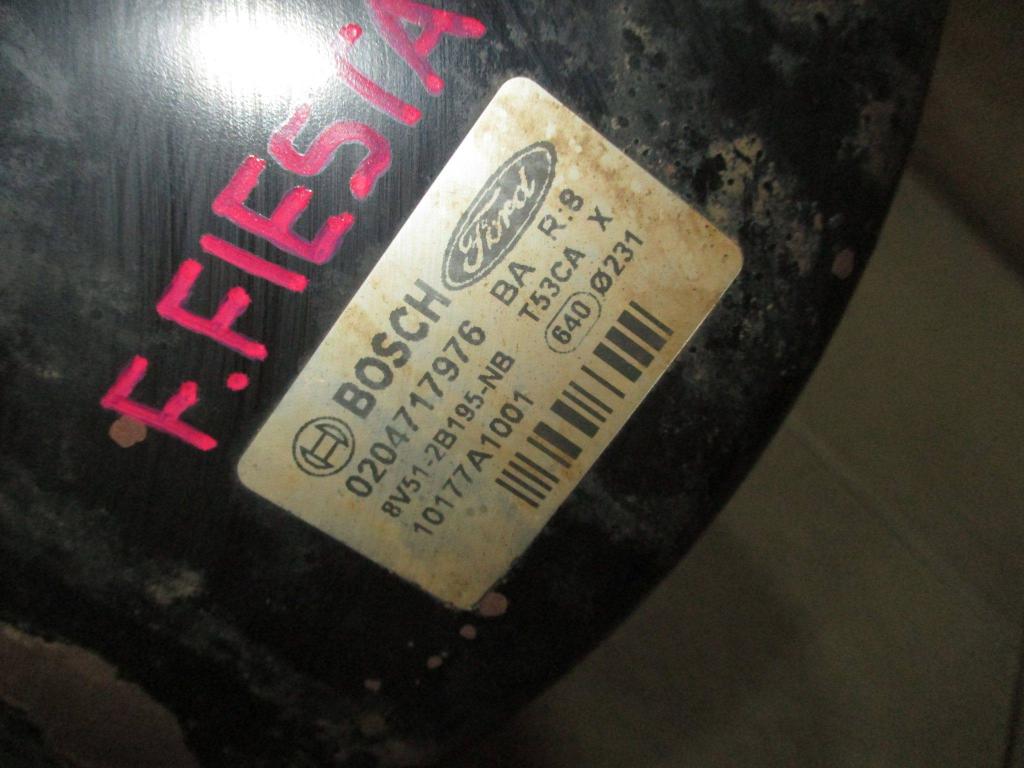 F.FIESTA
BOSCH Ford
0204717976 BA R:8
8V51-2B195-NB T53CA X
10177A1001 640 Ø231